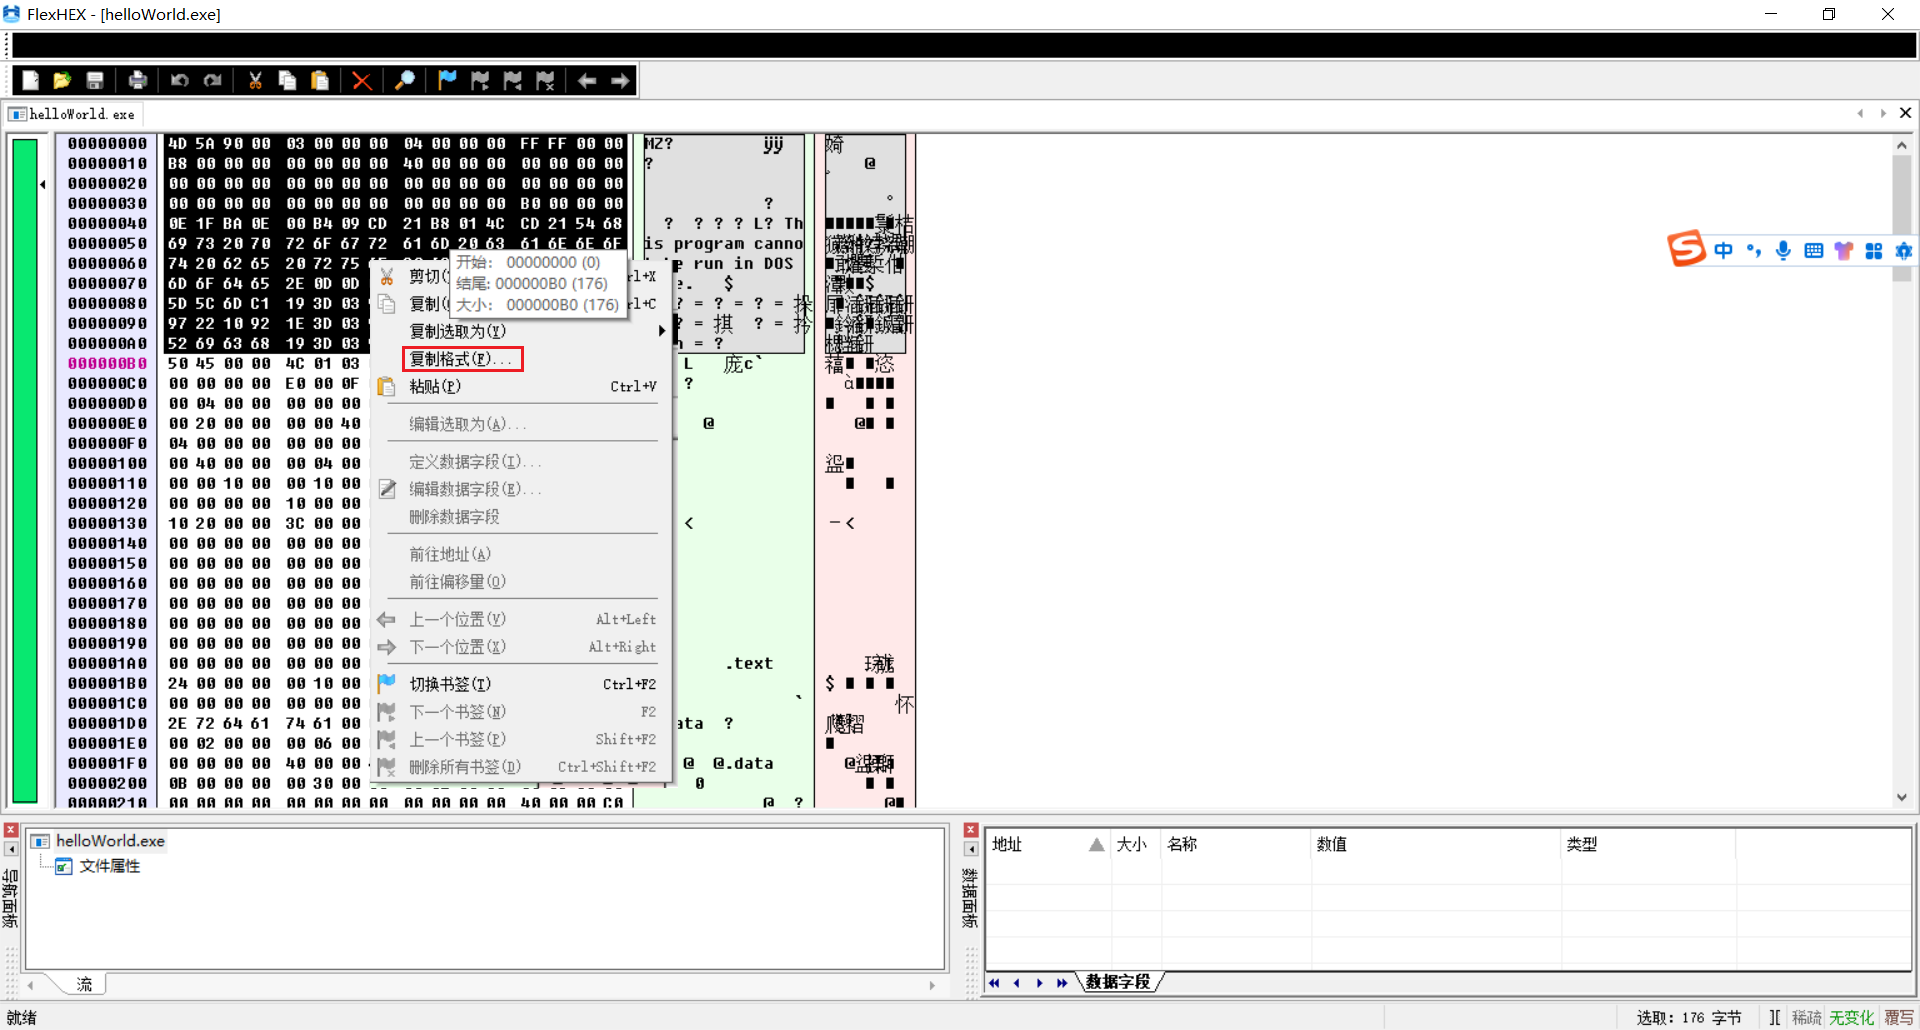 FlexHEX - [helloWorld.exe]
helloWorld.exe
00000000 4D 5A 90 00 03 00 00 00 04 00 00 00 FF FF 00 00 MZ? ÿÿ
00000010 B8 00 00 00 00 00 00 00 40 00 00 00 00 00 00 00 ? @
00000020 00 00 00 00 00 00 00 00 00 00 00 00 00 00 00 00
00000030 00 00 00 00 00 00 00 00 00 00 00 00 B0 00 00 00 ?
00000040 0E 1F BA 0E 00 B4 09 CD 21 B8 01 4C CD 21 54 68 ? ? ? ? L? Th
00000050 69 73 20 70 72 6F 67 72 61 6D 20 63 61 6E 6E 6F is program canno
00000060 74 20 62 65 20 72 75 run in DOS
00000070 6D 6F 64 65 2E 0D 0D e. $
00000080 5D 5C 6D C1 19 3D 03 ? = ? = ? =
00000090 97 22 10 92 1E 3D 03 ? = ? =
000000A0 52 69 63 68 19 3D 03 h = ?
000000B0 50 45 00 00 4C 01 03 L 庞c`
000000C0 00 00 00 00 E0 00 0F ? à
000000D0 00 04 00 00 00 00 00
000000E0 00 20 00 00 00 00 40 @ @
000000F0 04 00 00 00 00 00 00
00000100 00 40 00 00 00 04 00
00000110 00 00 10 00 00 10 00
00000120 00 00 00 00 10 00 00
00000130 10 20 00 00 3C 00 00 < —<
00000140 00 00 00 00 00 00 00
00000150 00 00 00 00 00 00 00
00000160 00 00 00 00 00 00 00
00000170 00 00 00 00 00 00 00
00000180 00 00 00 00 00 00 00
00000190 00 00 00 00 00 00 00
000001A0 00 00 00 00 00 00 00 .text
000001B0 24 00 00 00 00 10 00 $
000001C0 00 00 00 00 00 00 00 ` 怀
000001D0 2E 72 64 61 74 61 00 ata ?
000001E0 00 02 00 00 00 06 00
000001F0 00 00 00 00 40 00 00 @ @.data @
00000200 0B 00 00 00 00 30 00 0
00000210 00 00 00 00 00 00 00 00 00 00 00 00 40 00 00 C0 @ ? @
开始: 00000000 (0)
结尾: 000000B0 (176)
大小: 000000B0 (176)
剪切( rl+X
复制( rl+C
复制选取为(Y)
复制格式(F)...
粘贴(P) Ctrl+V
编辑选取为(A)...
定义数据字段(I)...
编辑数据字段(E)...
删除数据字段
前往地址(A)
前往偏移量(O)
上一个位置(V) Alt+Left
下一个位置(X) Alt+Right
切换书签(T) Ctrl+F2
下一个书签(N) F2
上一个书签(P) Shift+F2
删除所有书签(D) Ctrl+Shift+F2
中
导航面板
helloWorld.exe
文件属性
流
数据面板
地址 大小 名称 数值 类型
数据字段
就绪
选取: 176 字节 ][ 稀疏 无变化 覆写